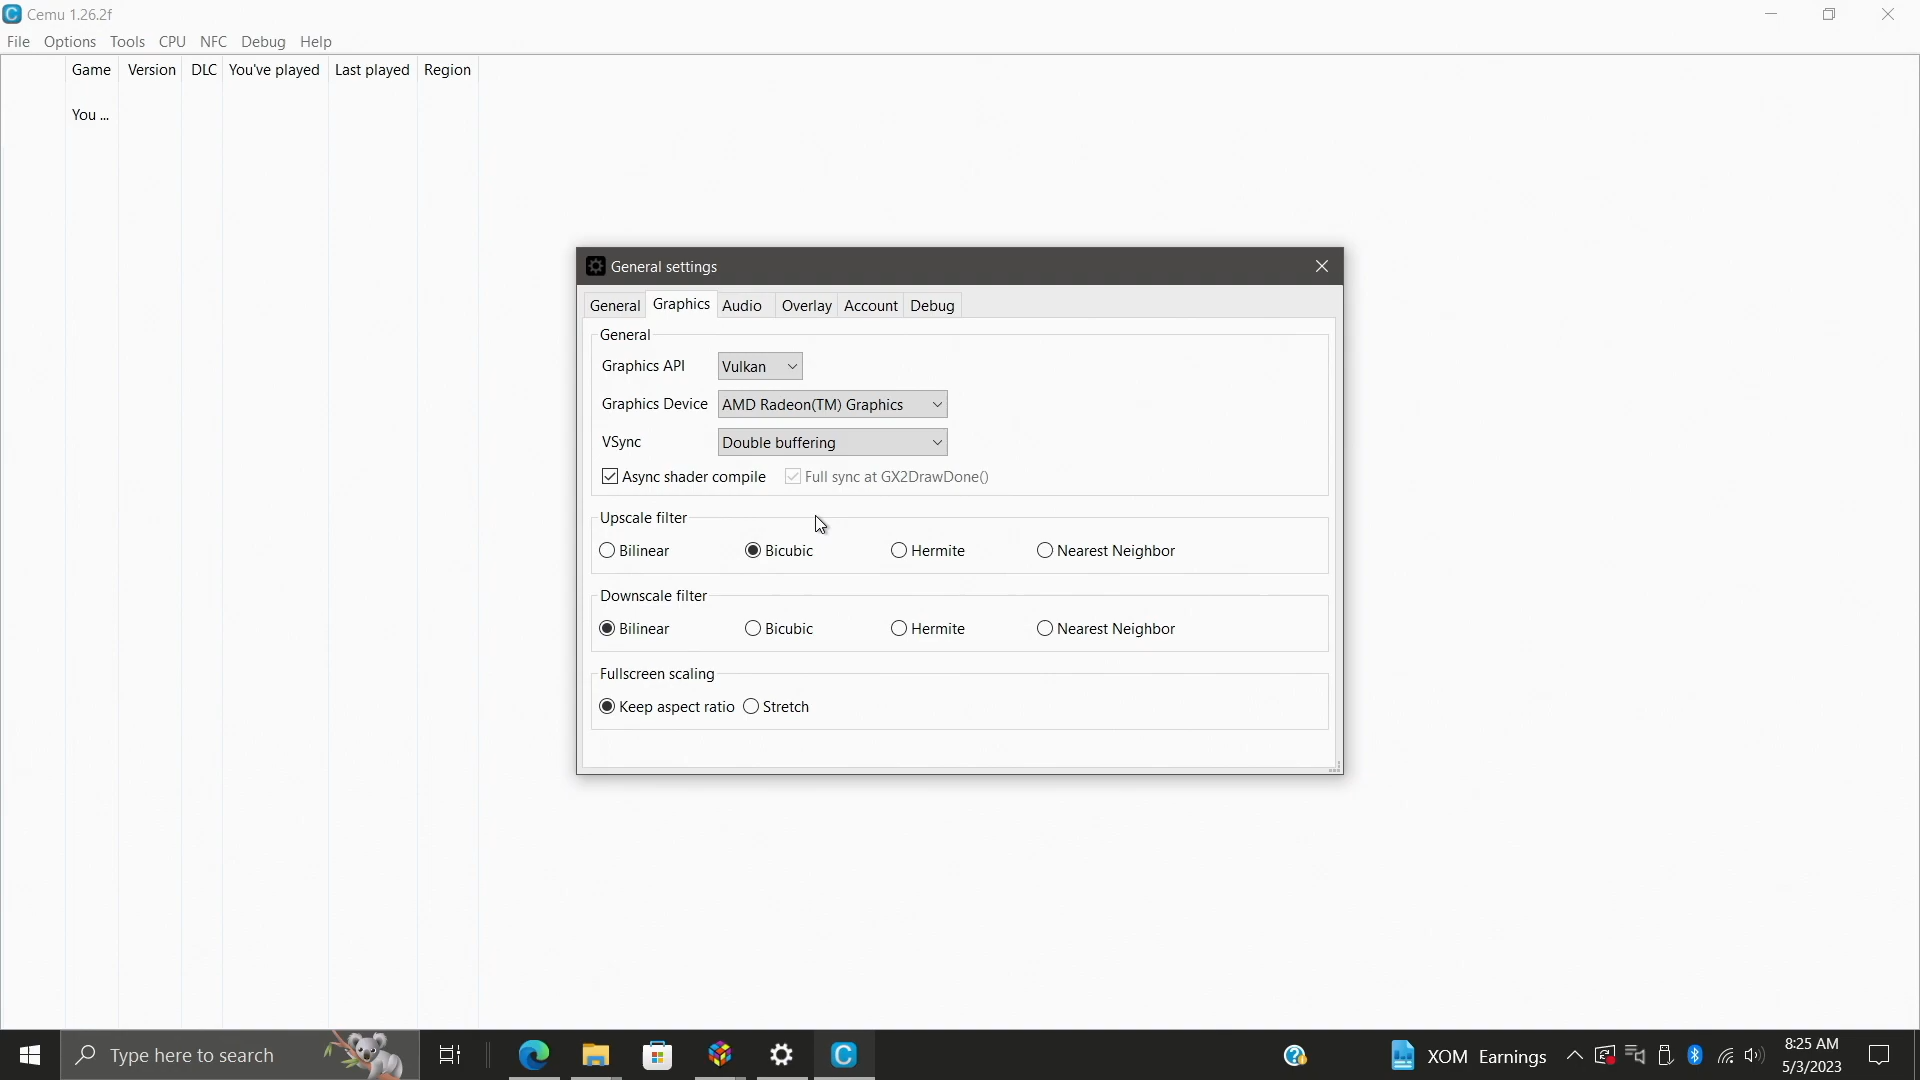 Cemu 1.26.2f
File Options Tools CPU NFC Debug Help
Game Version DLC You've played Last played Region
You ...
General settings
General Graphics Audio Overlay Account Debug
General
Graphics API Vulkan
Graphics Device AMD Radeon(TM) Graphics
VSync Double buffering
Async shader compile Full sync at GX2DrawDone()
Upscale filter
Bilinear Bicubic Hermite Nearest Neighbor
Downscale filter
Bilinear Bicubic Hermite Nearest Neighbor
Fullscreen scaling
Keep aspect ratio Stretch
Type here to search XOM Earnings 8:25 AM
5/3/2023